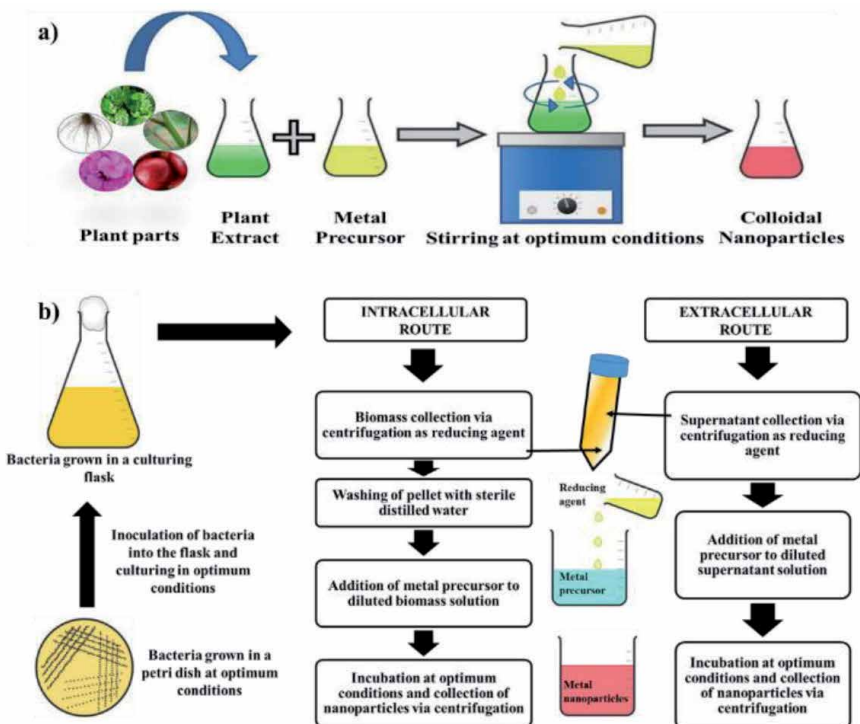 a)
Plant parts
Plant
Extract
Metal
Precursor
Stirring at optimum conditions
Colloidal
Nanoparticles
b)
Bacteria grown in a culturing
flask
Inoculation of bacteria
into the flask and
culturing in optimum
conditions
Bacteria grown in a
petri dish at optimum
conditions
INTRACELLULAR
ROUTE
Biomass collection via
centrifugation as reducing agent
Washing of pellet with sterile
distilled water
Addition of metal precursor to
diluted biomass solution
Incubation at optimum
conditions and collection of
nanoparticles via centrifugation
Reducing
agent
Metal
precursor
Metal
nanoparticles
EXTRACELLULAR
ROUTE
Supernatant collection via
centrifugation as reducing
agent
Addition of metal
precursor to diluted
supernatant solution
Incubation at optimum
conditions and collection
of nanoparticles via
centrifugation